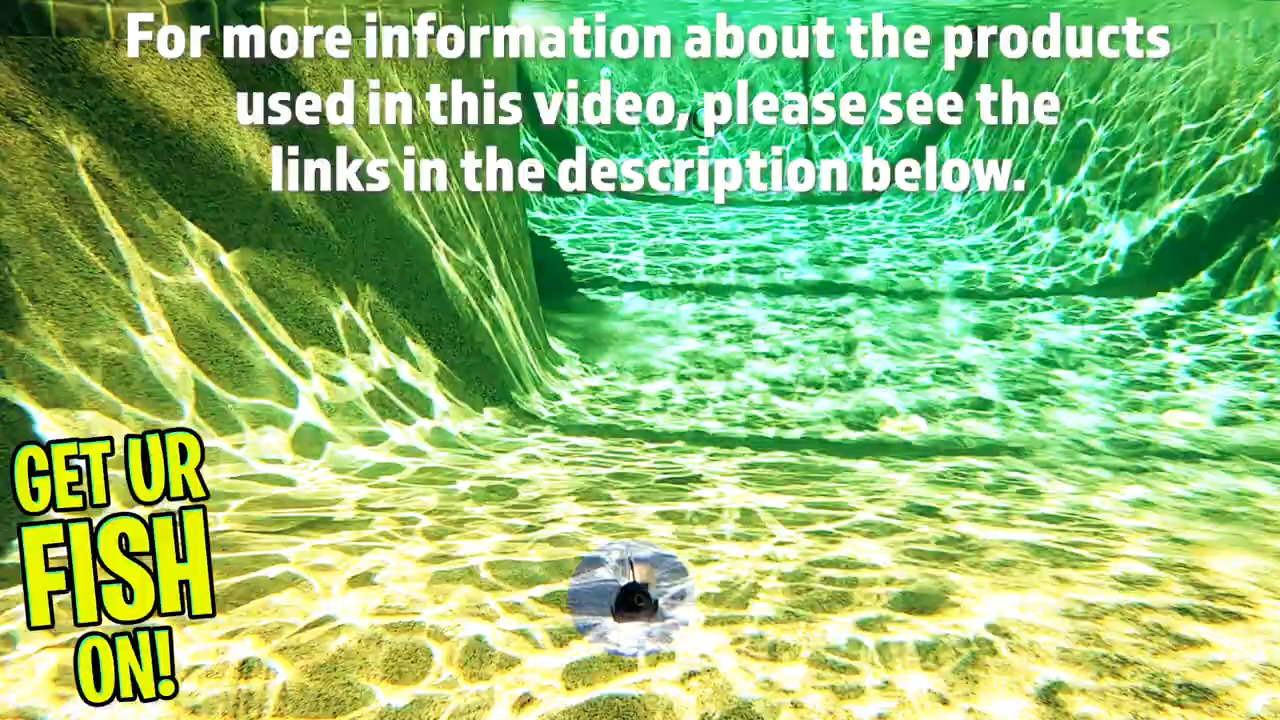 For more information about the products
used in this video, please see the
links in the description below.
GET UR
FISH
ON!